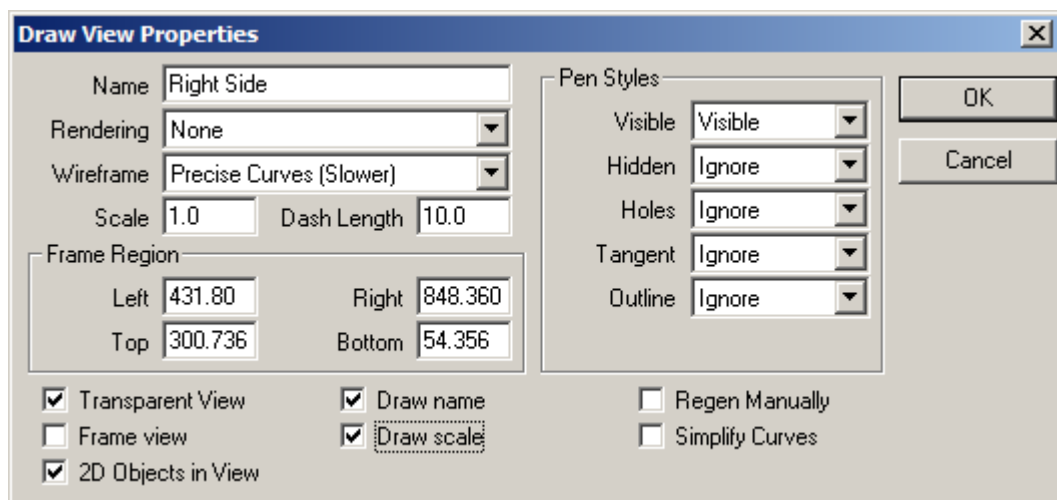 Draw View Properties
Name Right Side
Rendering None
Wireframe Precise Curves (Slower)
Scale 1.0 Dash Length 10.0
Frame Region
Left 431.80 Right 848.360
Top 300.736 Bottom 54.356
Pen Styles
Visible Visible
Hidden Ignore
Holes Ignore
Tangent Ignore
Outline Ignore
OK
Cancel
Transparent View Draw name Regen Manually
Frame view Draw scale Simplify Curves
2D Objects in View